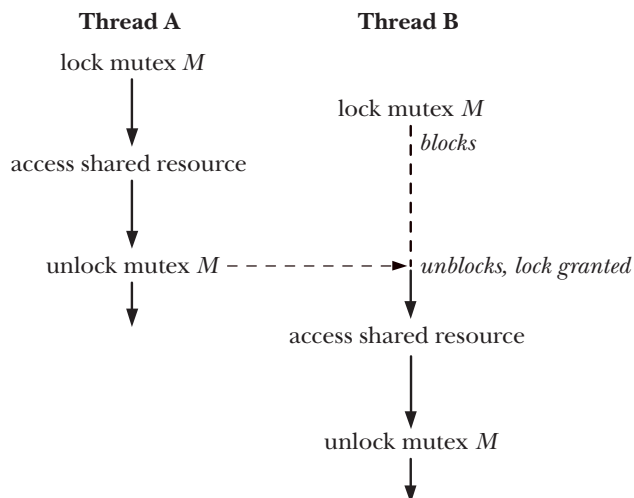 Thread A
Thread B
lock mutex M
lock mutex M
blocks
access shared resource
unlock mutex M
unblocks, lock granted
access shared resource
unlock mutex M